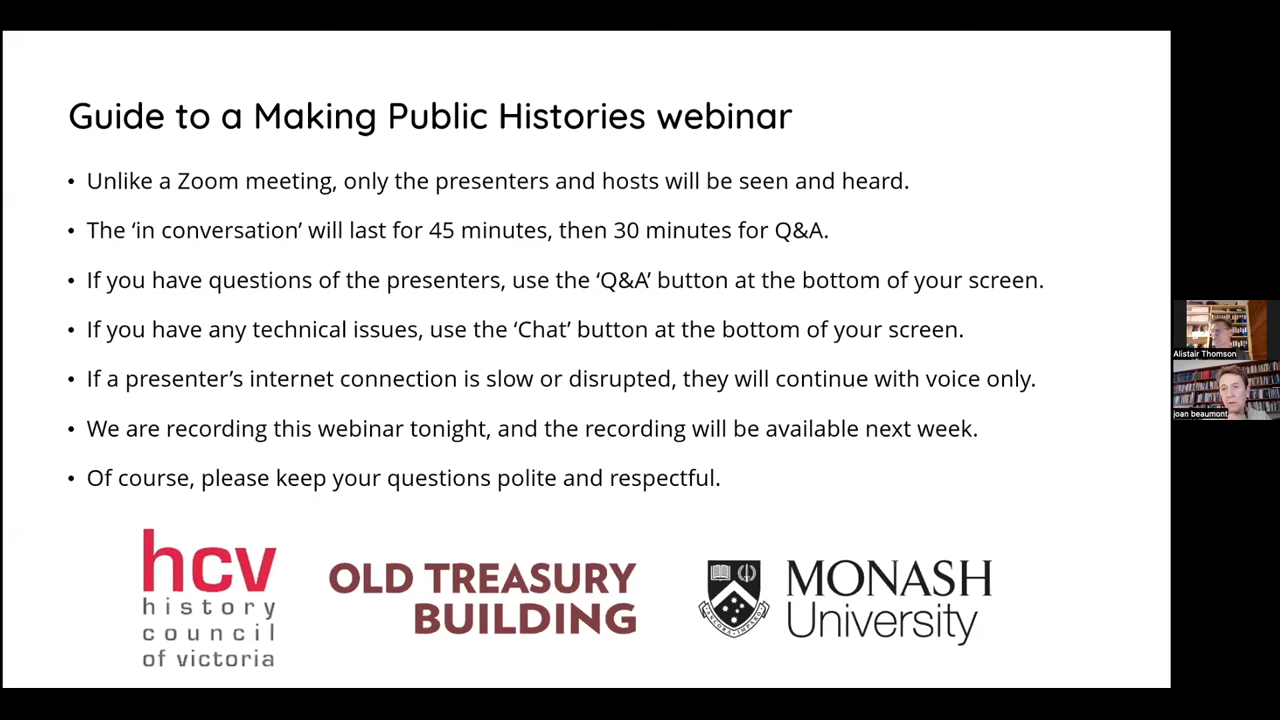 Guide to a Making Public Histories webinar
• Unlike a Zoom meeting, only the presenters and hosts will be seen and heard.
• The ‘in conversation’ will last for 45 minutes, then 30 minutes for Q&A.
• If you have questions of the presenters, use the ‘Q&A’ button at the bottom of your screen.
• If you have any technical issues, use the ‘Chat’ button at the bottom of your screen.
• If a presenter’s internet connection is slow or disrupted, they will continue with voice only.
• We are recording this webinar tonight, and the recording will be available next week.
• Of course, please keep your questions polite and respectful.
hcv
history
council
of victoria
OLD TREASURY
BUILDING
MONASH
University
Alistair Thomson
joan beaumont